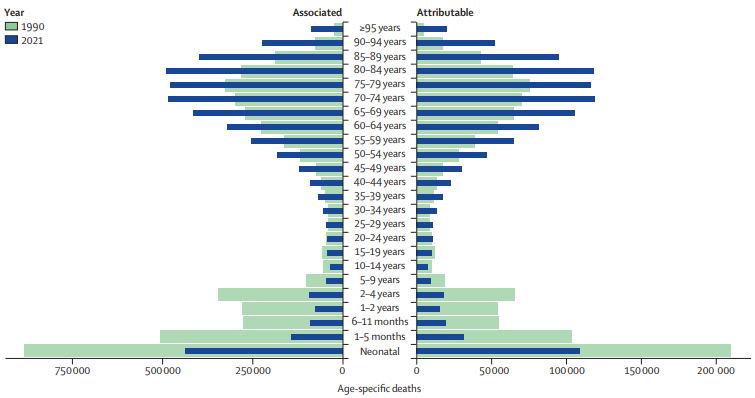 Year
1990
2021
Associated
Attributable
≥95 years
90–94 years
85–89 years
80–84 years
75–79 years
70–74 years
65–69 years
60–64 years
55–59 years
50–54 years
45–49 years
40–44 years
35–39 years
30–34 years
25–29 years
20–24 years
15–19 years
10–14 years
5–9 years
2–4 years
1–2 years
6–11 months
1–5 months
Neonatal
750 000 500 000 250 000 0 0 50 000 100 000 150 000 200 000
Age-specific deaths